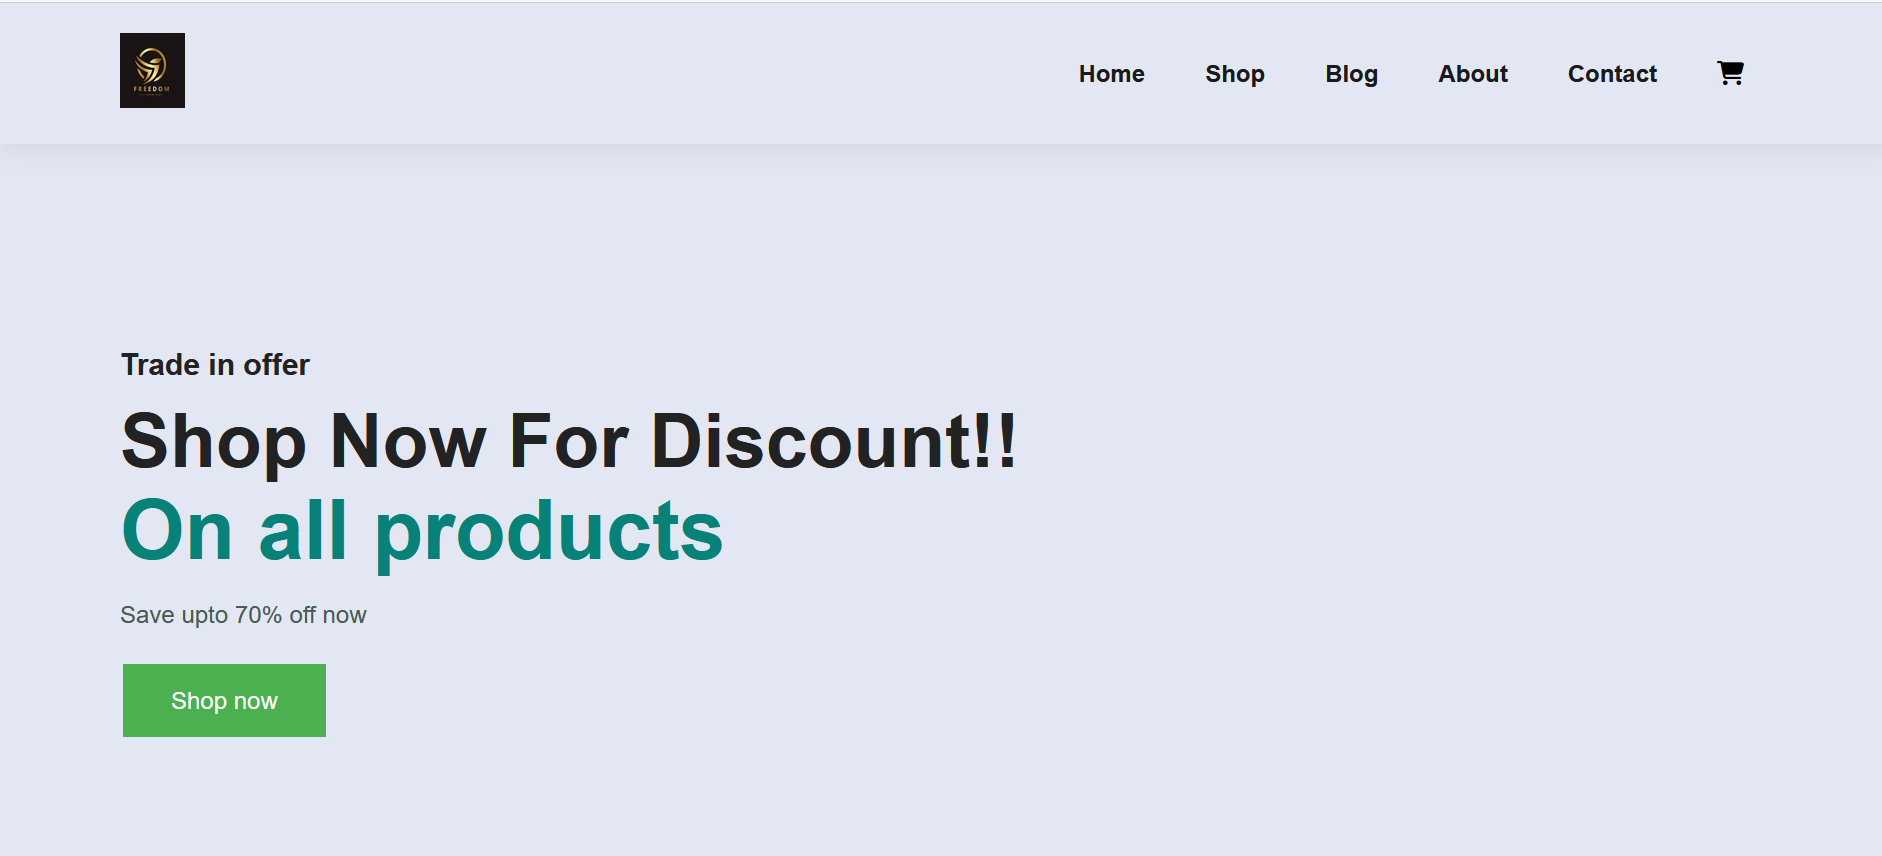 FREEDOM
Home Shop Blog About Contact
Trade in offer
Shop Now For Discount!!
On all products
Save upto 70% off now
Shop now